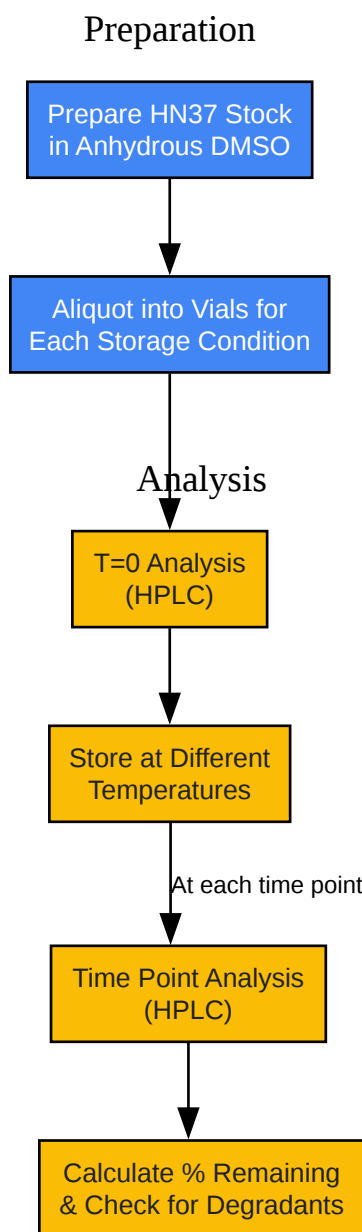 Preparation
Prepare HN37 Stock
in Anhydrous DMSO
Aliquot into Vials for
Each Storage Condition
Analysis
T=0 Analysis
(HPLC)
Store at Different
Temperatures
At each time point
Time Point Analysis
(HPLC)
Calculate % Remaining
& Check for Degradants